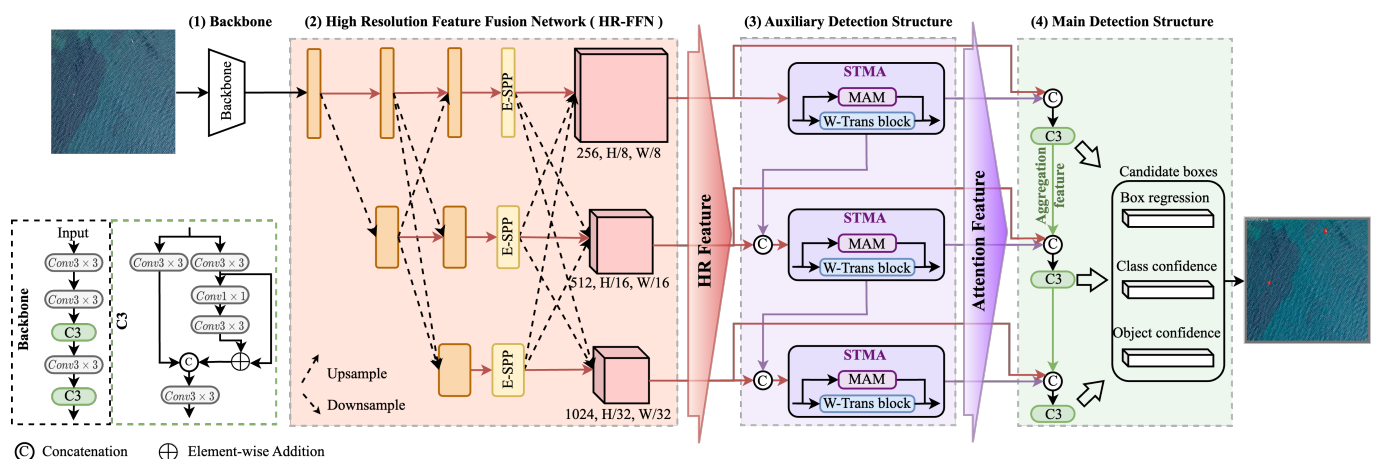 (1) Backbone
(2) High Resolution Feature Fusion Network ( HR-FFN )
(3) Auxiliary Detection Structure
(4) Main Detection Structure
Backbone
E-SPP
256, H/8, W/8
E-SPP
512, H/16, W/16
E-SPP
1024, H/32, W/32
Upsample
Downsample
HR Feature
STMA
MAM
W-Trans block
C
STMA
MAM
W-Trans block
C
STMA
MAM
W-Trans block
Attention Feature
C
C3
Aggregation
feature
C
C3
C
C3
Candidate boxes
Box regression
Class confidence
Object confidence
Backbone
Input
Conv3 × 3
Conv3 × 3
C3
Conv3 × 3
C3
C3
Conv3 × 3
Conv3 × 3
Conv1 × 1
Conv3 × 3
C
Conv3 × 3
C Concatenation
Element-wise Addition